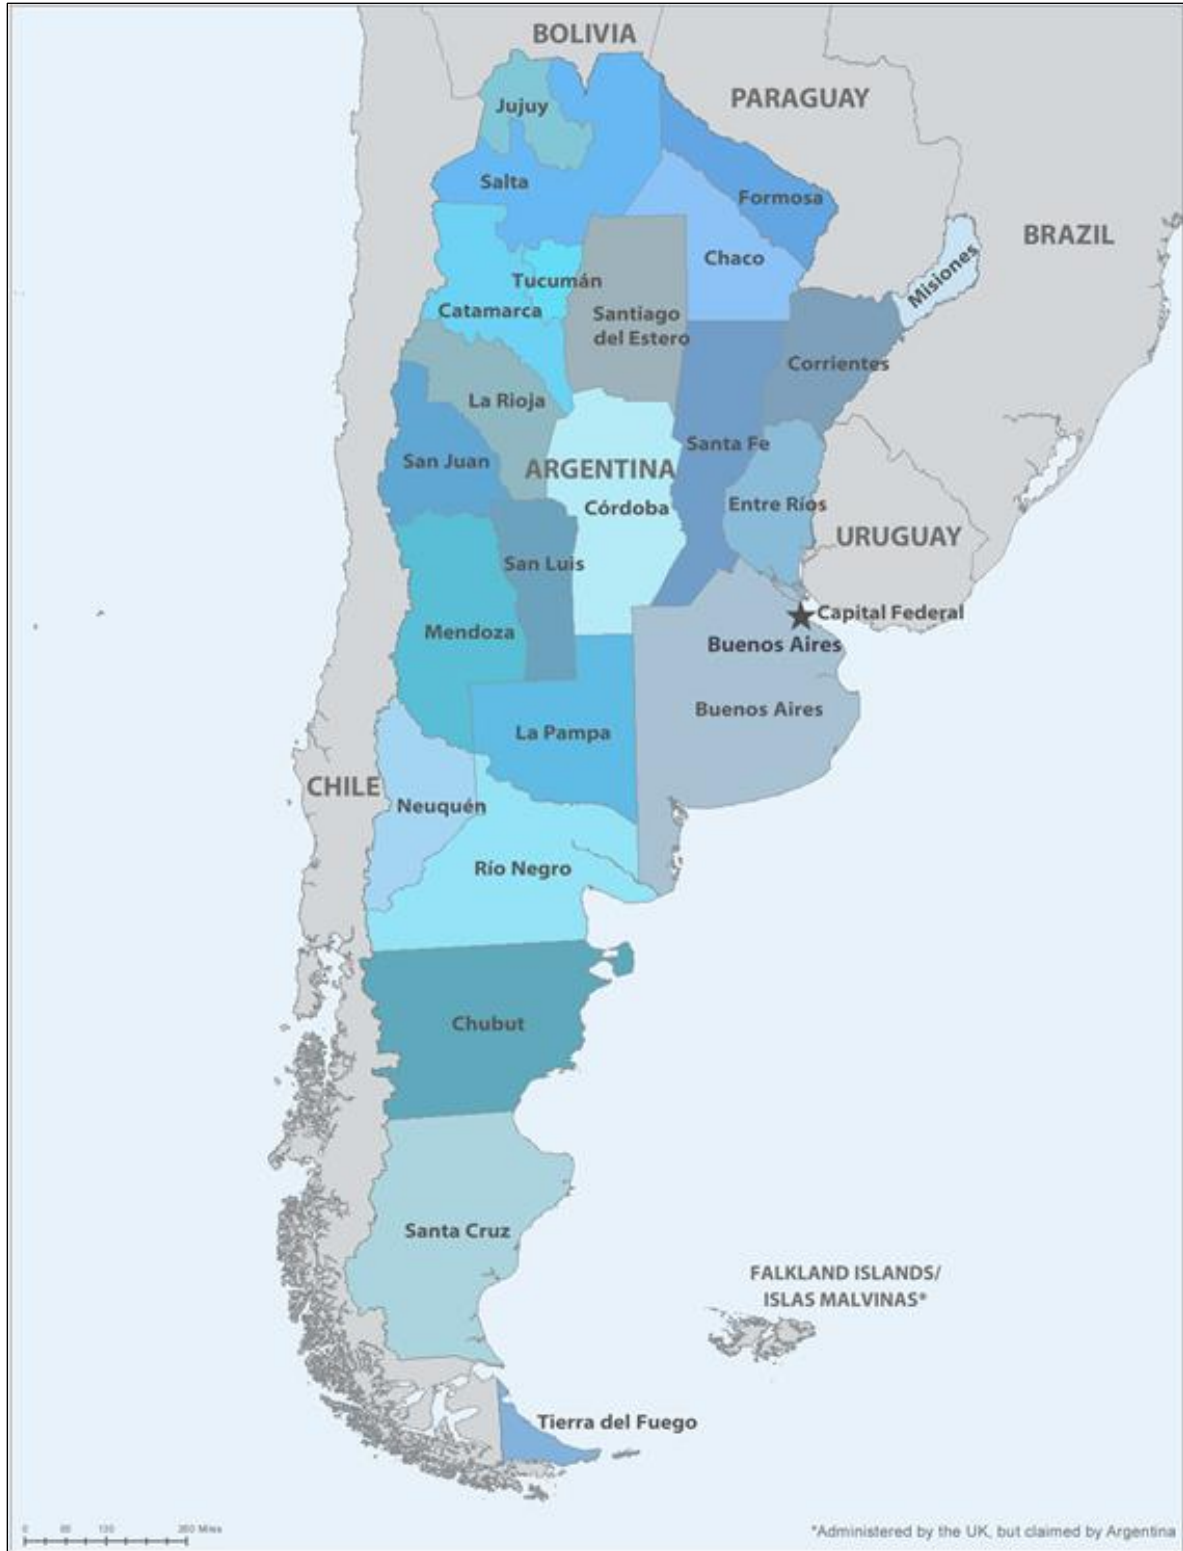 BOLIVIA
PARAGUAY
Jujuy
Salta
Formosa
BRAZIL
Chaco
Misiones
Tucumán
Catamarca
Santiago
del Estero
Corrientes
La Rioja
Santa Fe
San Juan
ARGENTINA
Córdoba
Entre Ríos
URUGUAY
San Luis
Capital Federal
Mendoza
Buenos Aires
Buenos Aires
La Pampa
CHILE
Neuquén
Río Negro
Chubut
Santa Cruz
FALKLAND ISLANDS/
ISLAS MALVINAS*
Tierra del Fuego
0 Miles
*Administered by the UK, but claimed by Argentina